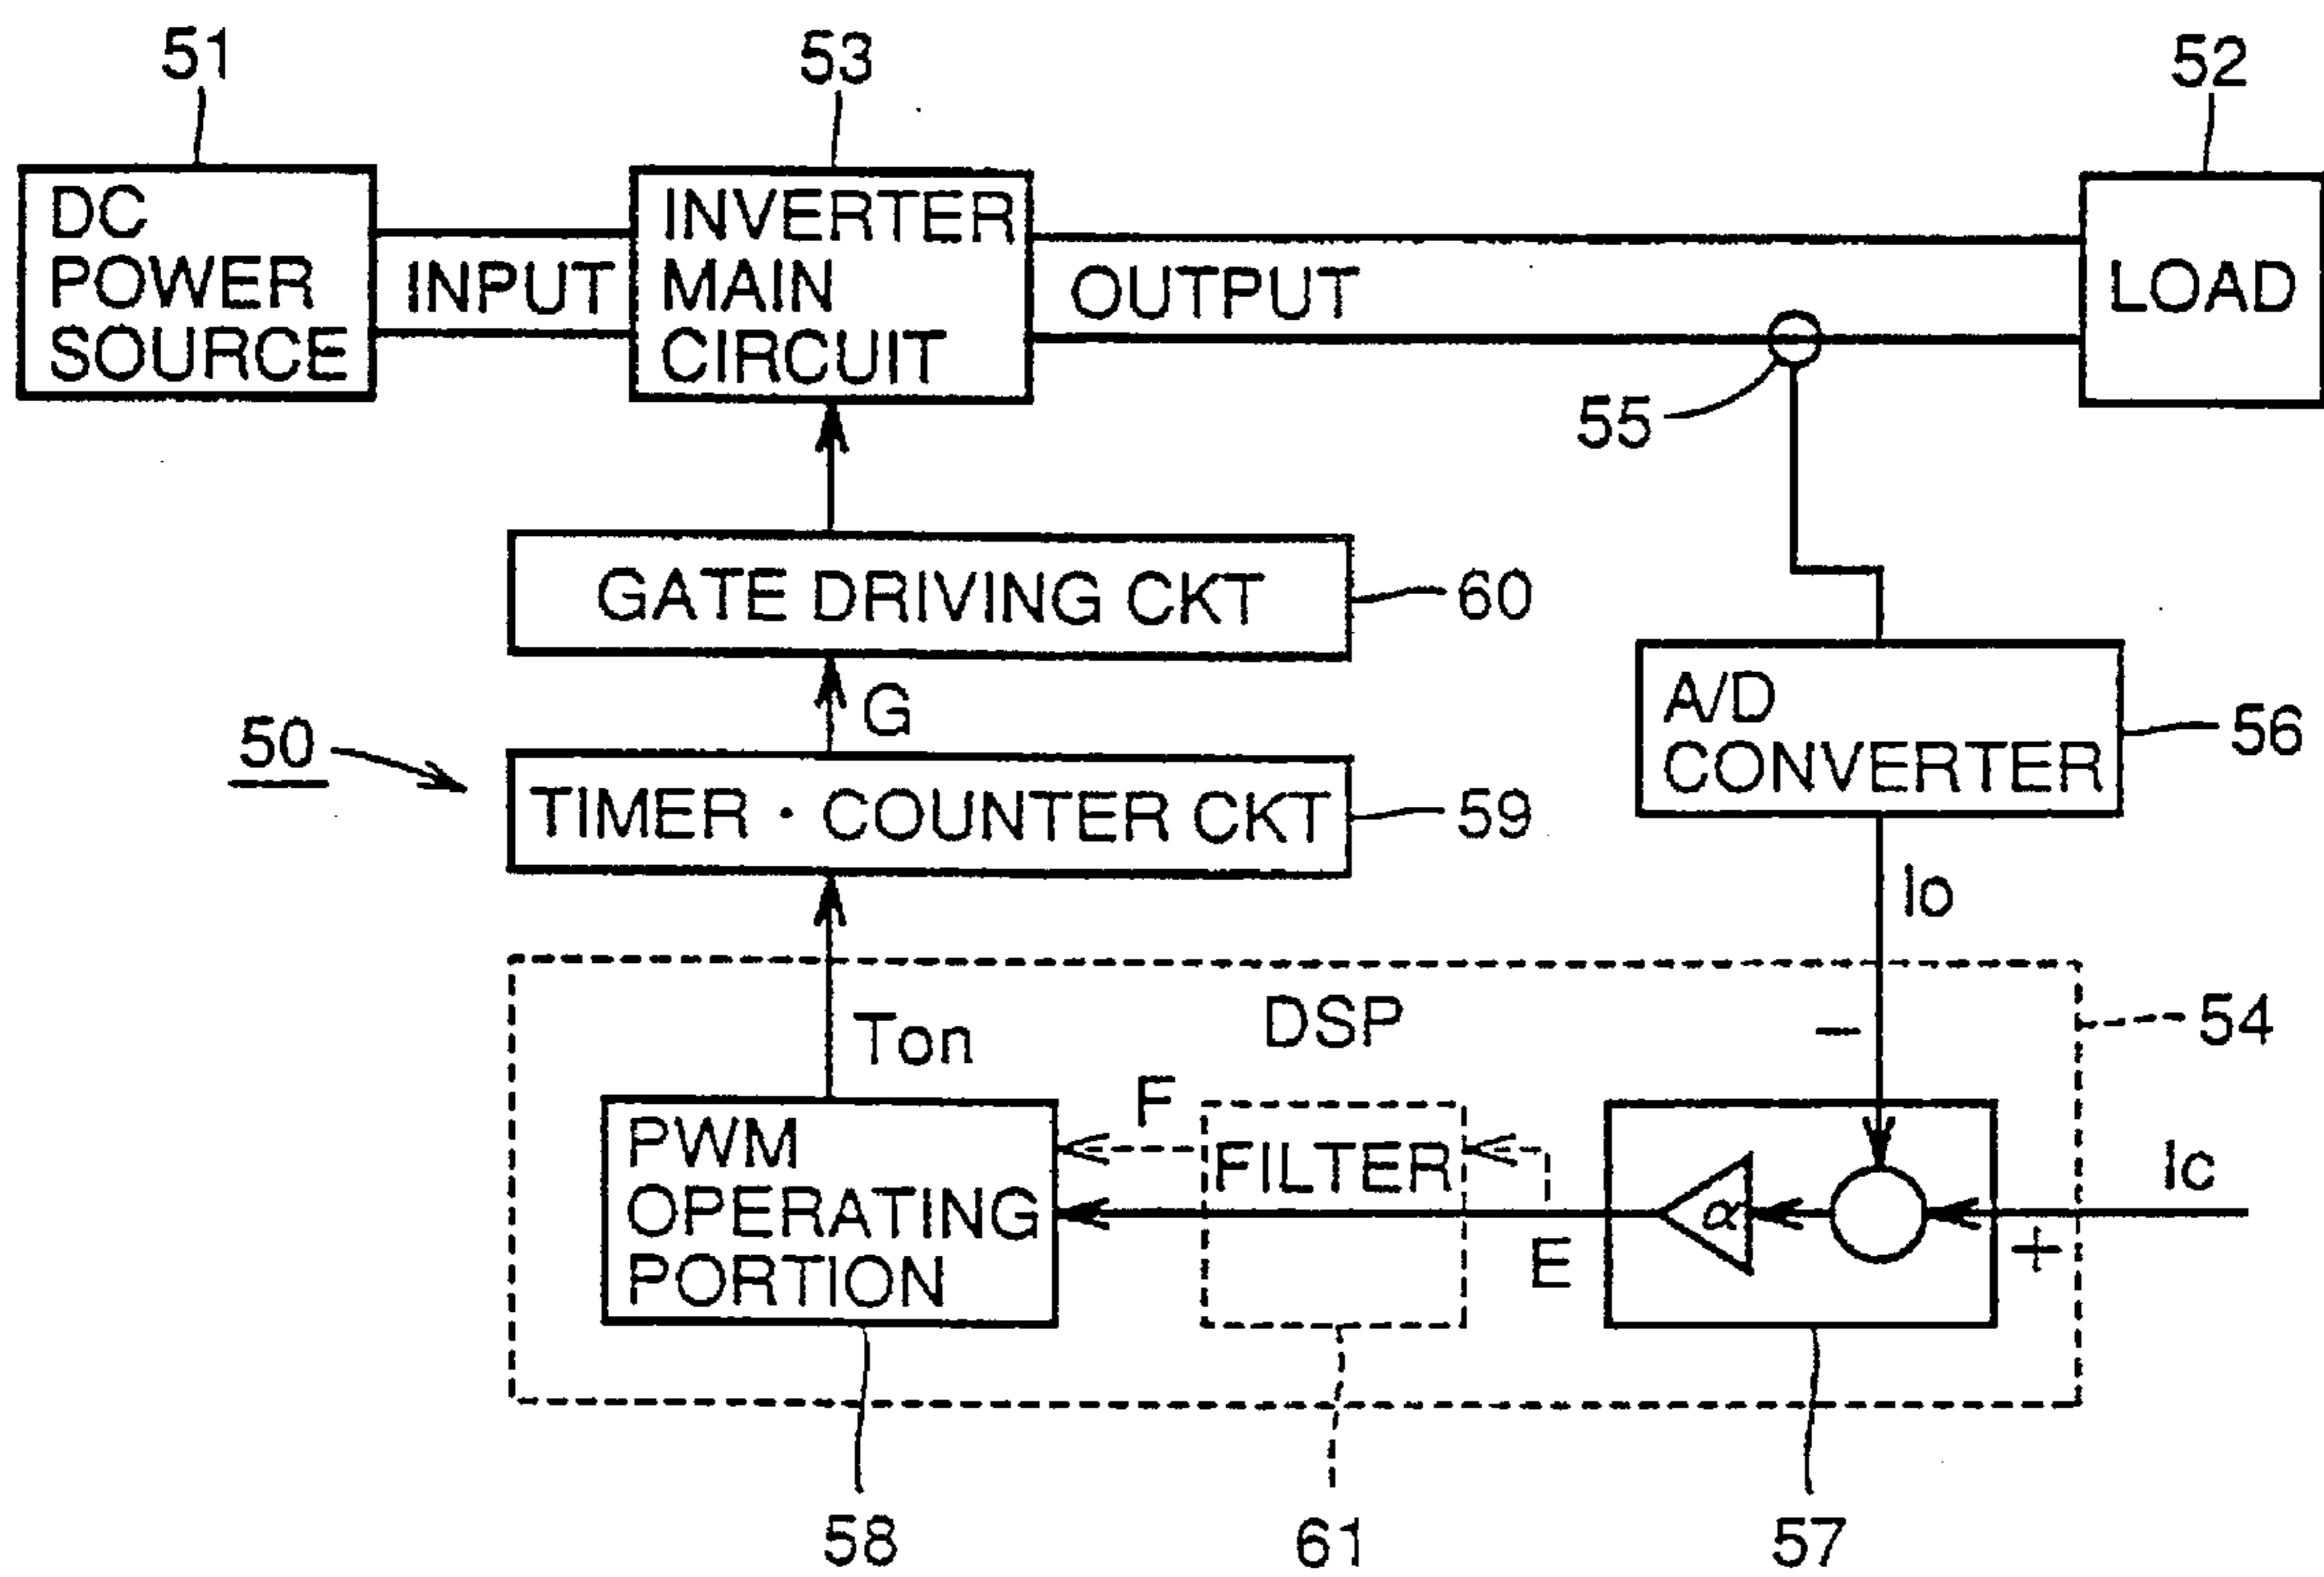 51
53
52
DC
POWER
SOURCE
INPUT
INVERTER
MAIN
CIRCUIT
OUTPUT
LOAD
55
GATE DRIVING CKT
60
G
A/D
CONVERTER
56
50
TIMER · COUNTER CKT
59
Io
DSP
54
Ton
−
F
PWM
OPERATING
PORTION
FILTER
E
α
Ic
+
58
61
57